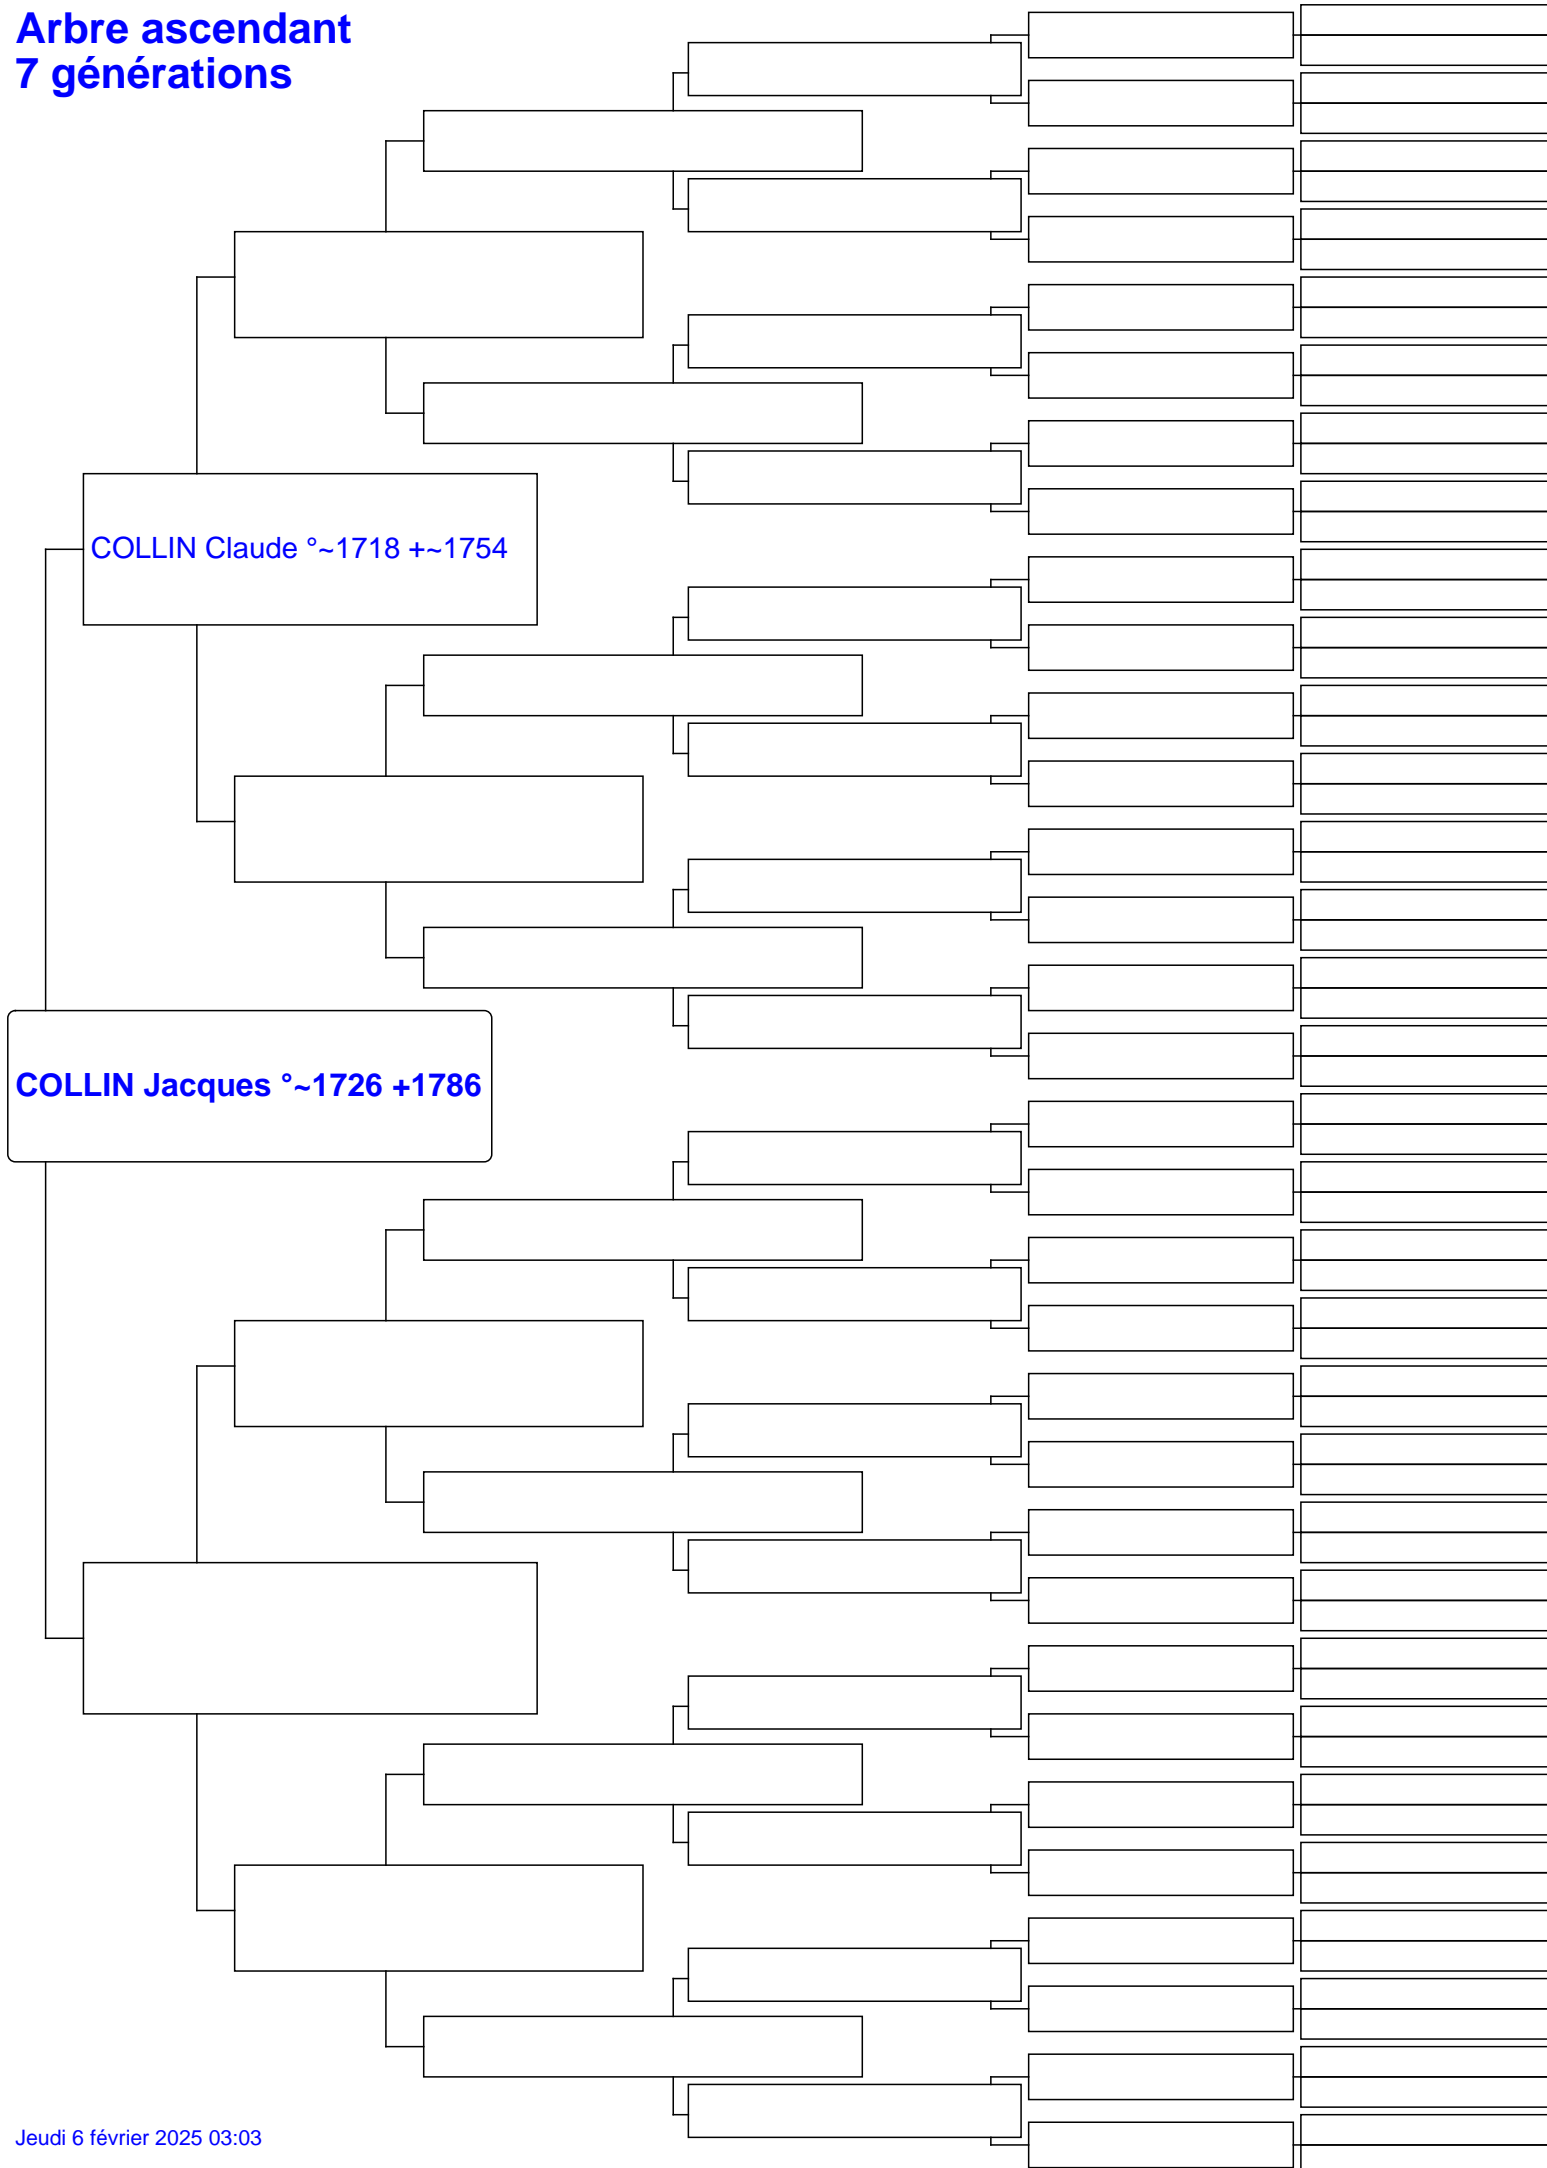 Arbre ascendant
7 générations
COLLIN Claude °~1718 +~1754
COLLIN Jacques °~1726 +1786
Jeudi 6 février 2025 03:03